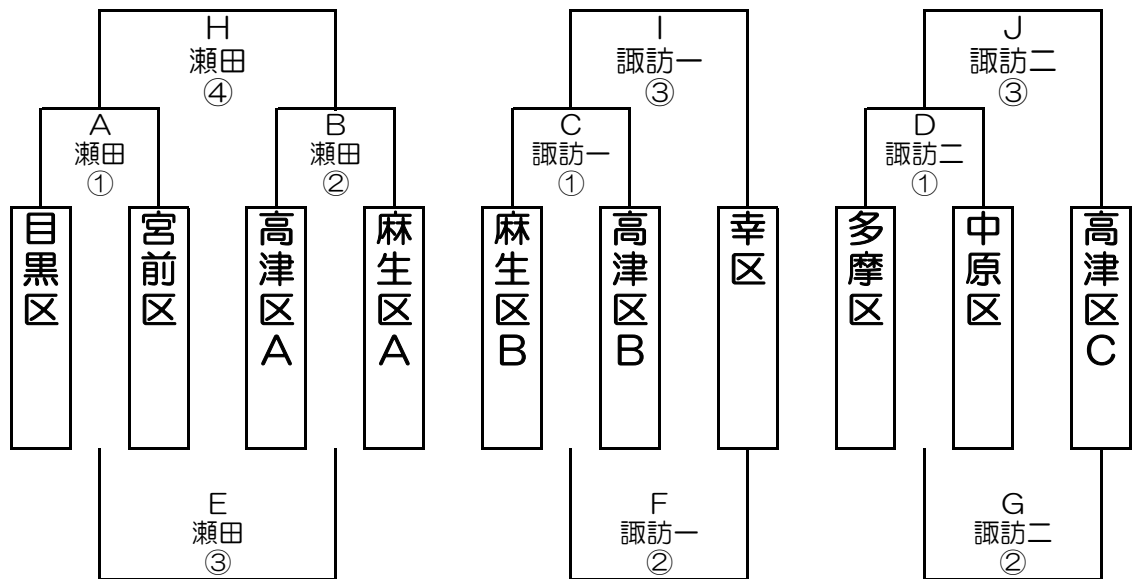 H
瀬田
④
I
諏訪一
③
J
諏訪二
③
A
瀬田
①
B
瀬田
②
C
諏訪一
①
D
諏訪二
①
目黒区
宮前区
高津区A
麻生区A
麻生区B
高津区B
幸区
多摩区
中原区
高津区C
E
瀬田
③
F
諏訪一
②
G
諏訪二
②